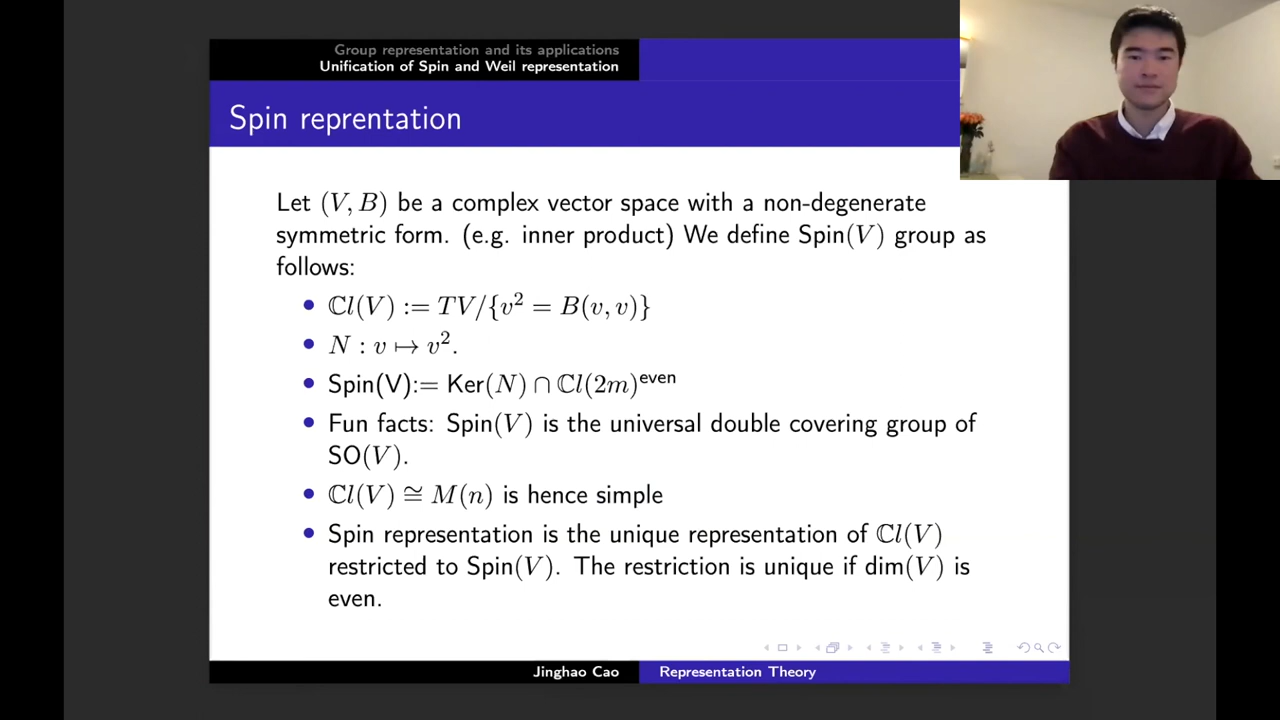 Group representation and its applications
Unification of Spin and Weil representation
Spin reprentation
Let (V, B) be a complex vector space with a non-degenerate
symmetric form. (e.g. inner product) We define Spin(V) group as
follows:
• ℂl(V) := TV/{v² = B(v, v)}
• N : v ↦ v².
• Spin(V):= Ker(N) ∩ ℂl(2m)^even
• Fun facts: Spin(V) is the universal double covering group of
SO(V).
• ℂl(V) ≅ M(n) is hence simple
• Spin representation is the unique representation of ℂl(V)
restricted to Spin(V). The restriction is unique if dim(V) is
even.
Jinghao Cao
Representation Theory